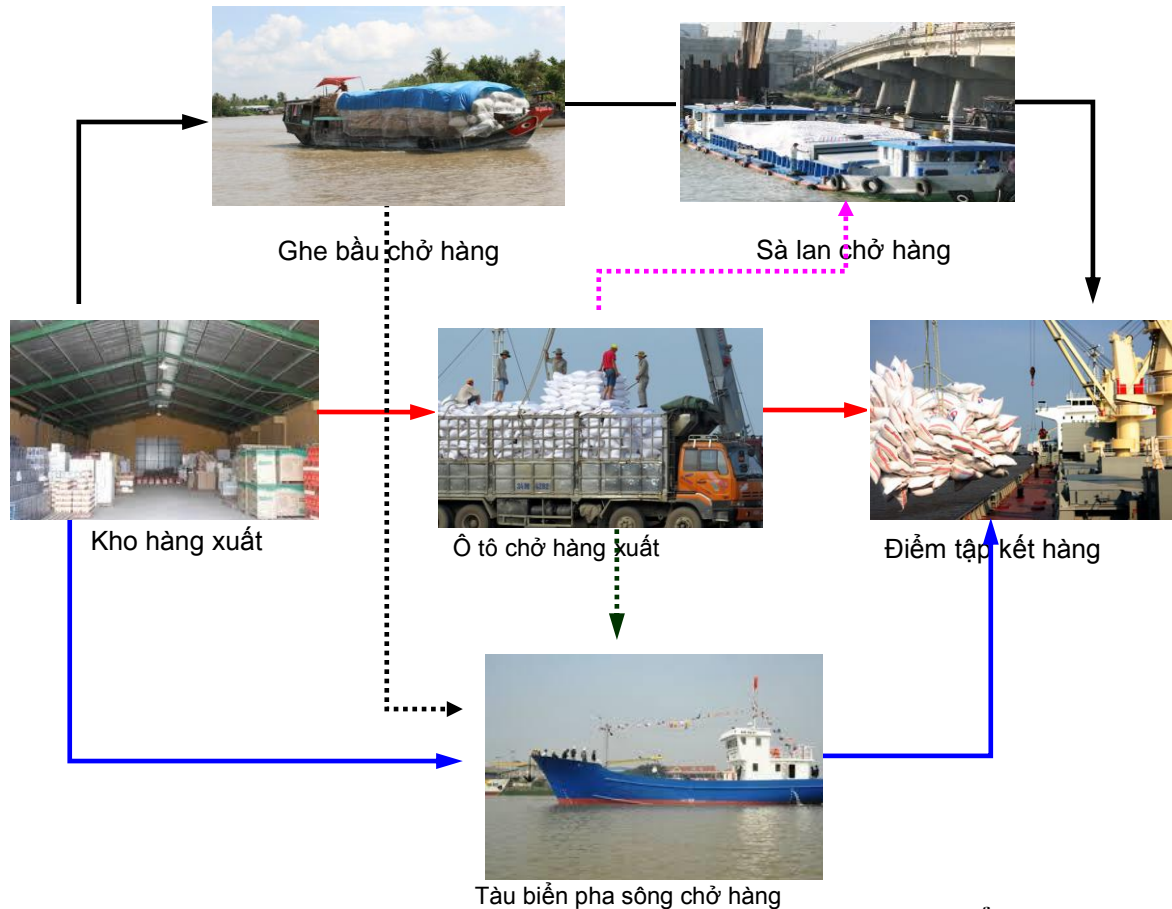 Ghe bầu chở hàng
Sà lan chở hàng
Kho hàng xuất
Ô tô chở hàng xuất
Điểm tập kết hàng
Tàu biển pha sông chở hàng